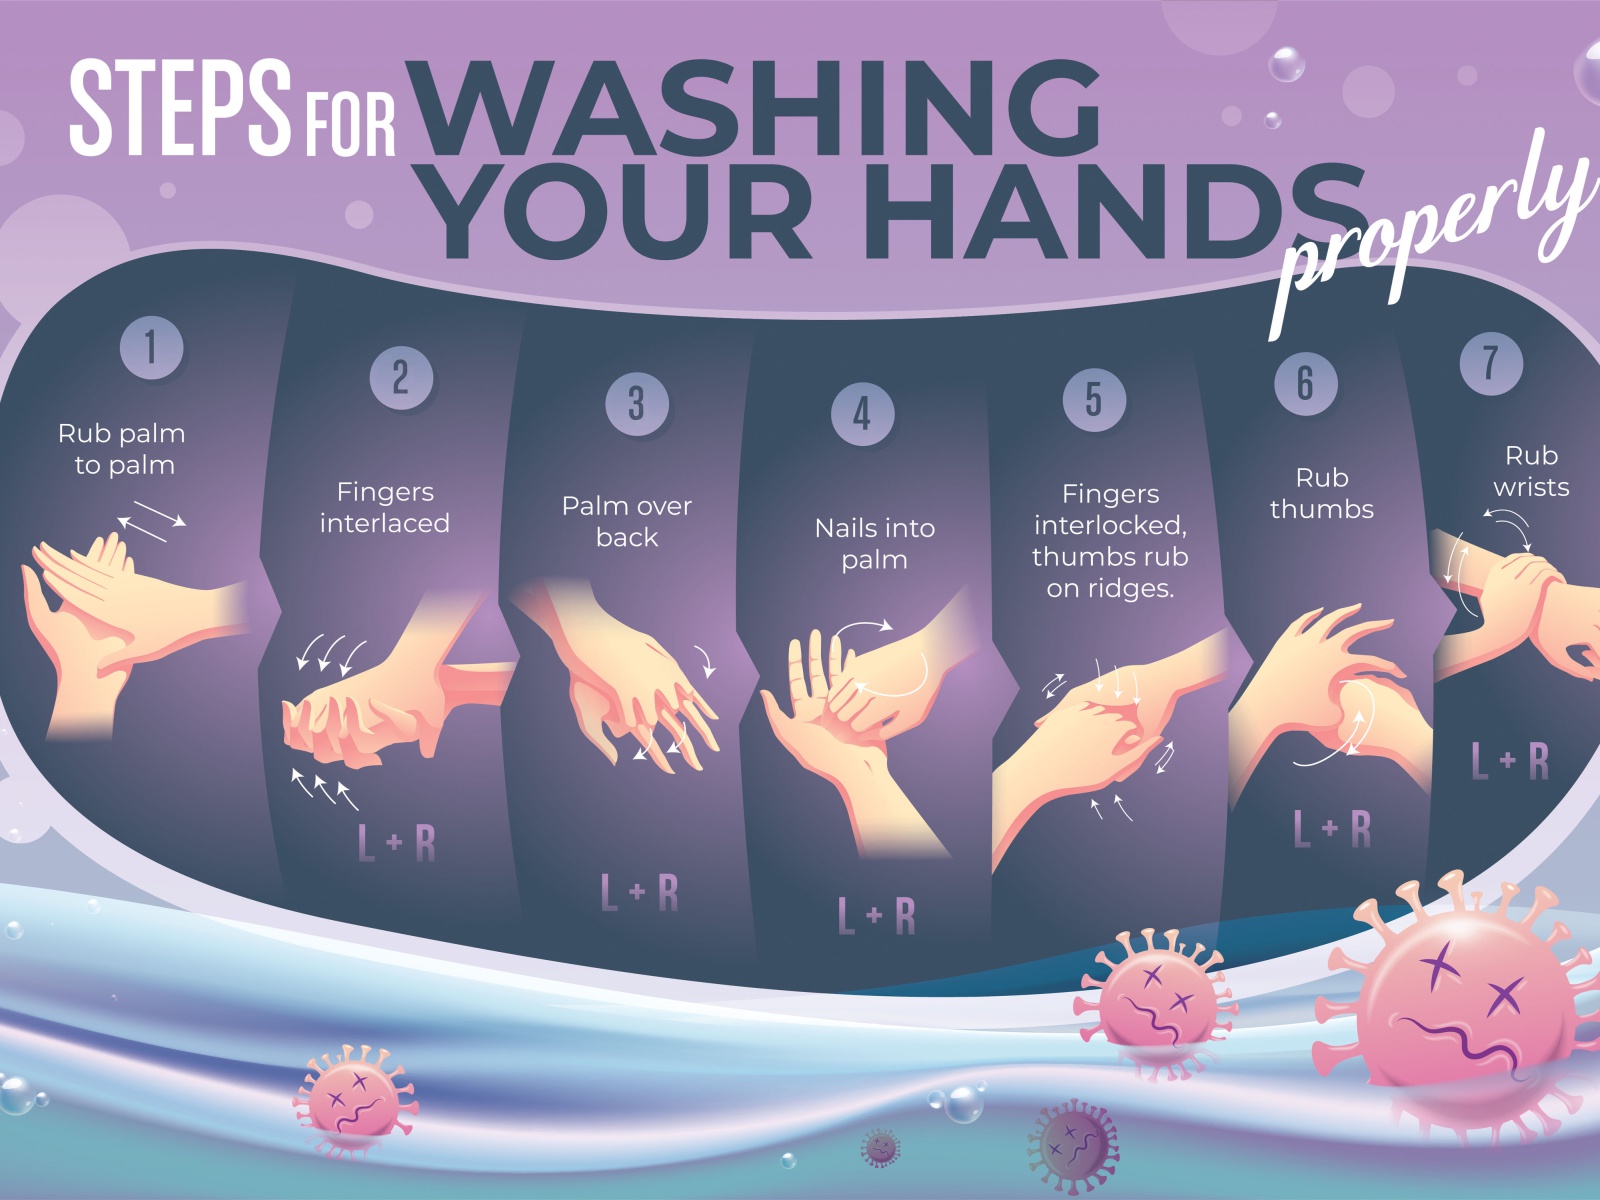 STEPS FOR WASHING
YOUR HANDS
properly
1
Rub palm
to palm
2
Fingers
interlaced
L + R
3
Palm over
back
L + R
4
Nails into
palm
L + R
5
Fingers
interlocked,
thumbs rub
on ridges.
6
Rub
thumbs
L + R
7
Rub
wrists
L + R